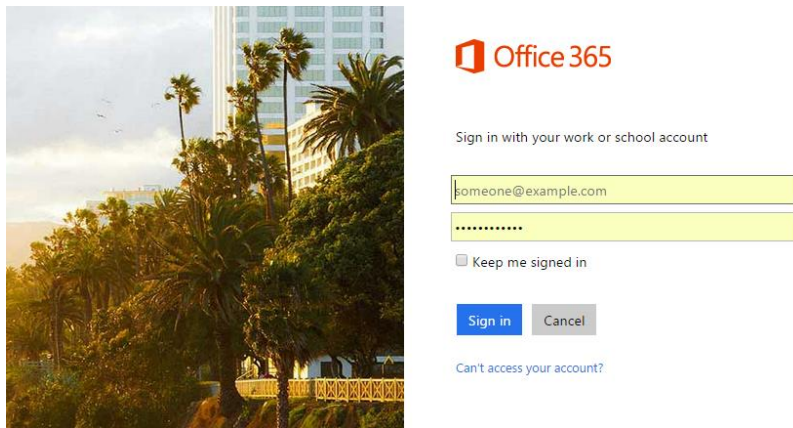 Office 365
Sign in with your work or school account
someone@example.com
••••••••••••
Keep me signed in
Sign in
Cancel
Can't access your account?